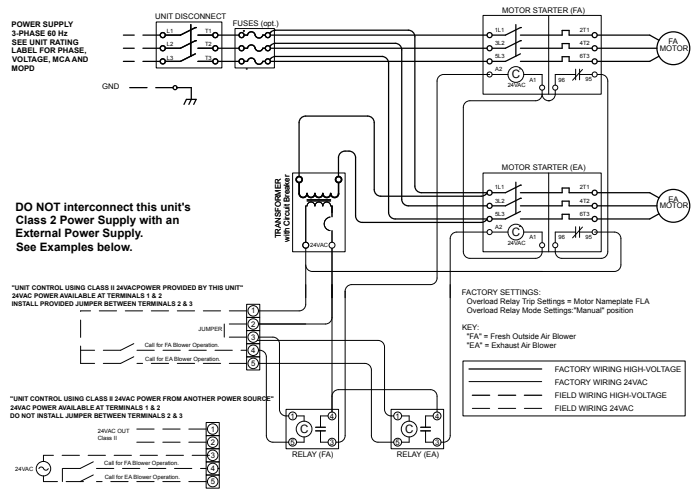 POWER SUPPLY
3-PHASE 60 Hz
SEE UNIT RATING
LABEL FOR PHASE,
VOLTAGE, MCA AND
MOPD
UNIT DISCONNECT
L1 T1
L2 T2
L3 T3
FUSES (opt.)
GND
MOTOR STARTER (FA)
1L1 2T1
3L2 4T2
5L3 6T3
A2 C A1 96 95
24VAC
FA
MOTOR
MOTOR STARTER (EA)
1L1 2T1
3L2 4T2
5L3 6T3
A2 C A1 96 95
24VAC
EA
MOTOR
TRANSFORMER
with Circuit Breaker
24VAC
DO NOT interconnect this unit's
Class 2 Power Supply with an
External Power Supply.
See Examples below.
"UNIT CONTROL USING CLASS II 24VACPOWER PROVIDED BY THIS UNIT"
24VAC POWER AVAILABLE AT TERMINALS 1 & 2
INSTALL PROVIDED JUMPER BETWEEN TERMINALS 2 & 3
JUMPER
Call for FA Blower Operation.
Call for EA Blower Operation.
1
2
3
4
5
FACTORY SETTINGS:
Overload Relay Trip Settings = Motor Nameplate FLA
Overload Relay Mode Settings:"Manual" position
KEY:
"FA" = Fresh Outside Air Blower
"EA" = Exhaust Air Blower
FACTORY WIRING HIGH-VOLTAGE
FACTORY WIRING 24VAC
FIELD WIRING HIGH-VOLTAGE
FIELD WIRING 24VAC
"UNIT CONTROL USING CLASS II 24VAC POWER FROM ANOTHER POWER SOURCE"
24VAC POWER AVAILABLE AT TERMINALS 1 & 2
DO NOT INSTALL JUMPER BETWEEN TERMINALS 2 & 3
24VAC OUT
Class II
24VAC
Call for FA Blower Operation.
Call for EA Blower Operation.
1
2
3
4
5
1 4
C
5 3
RELAY (FA)
1 4
C
5 3
RELAY (EA)